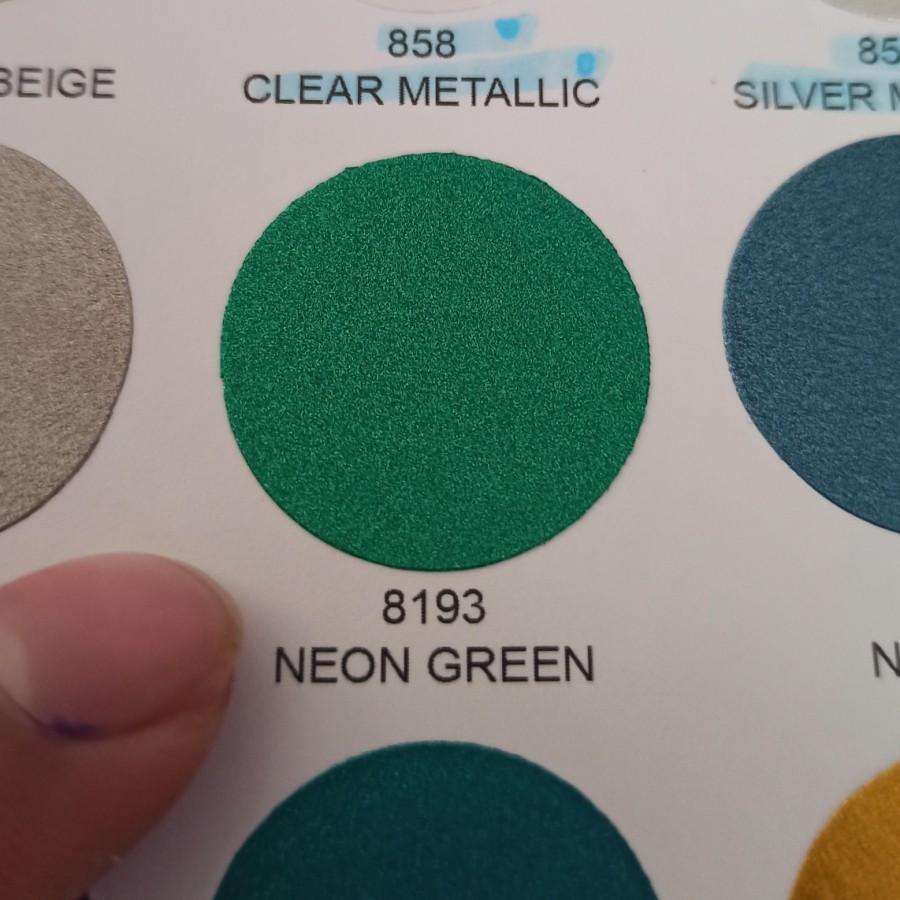 858
BEIGE
CLEAR METALLIC
SILVER
8193
NEON GREEN